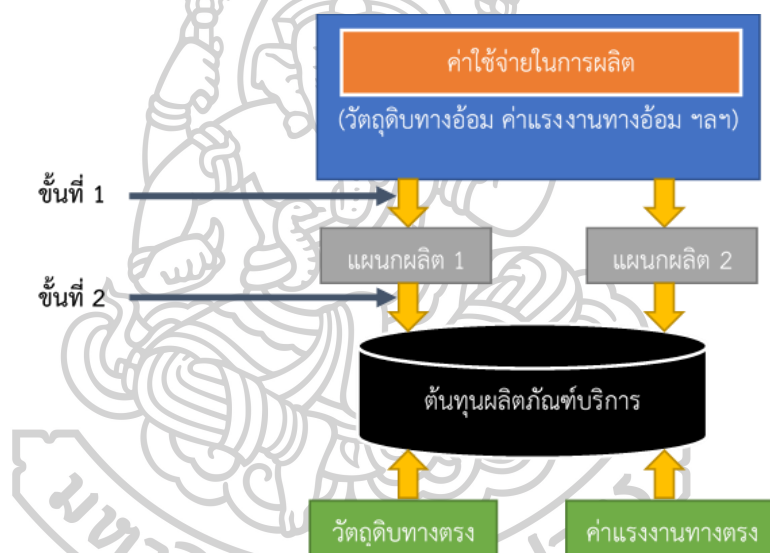 ค่าใช้จ่ายในการผลิต
(วัตถุดิบทางอ้อม ค่าแรงงานทางอ้อม ฯลฯ)
ขั้นที่ 1
แผนกผลิต 1
แผนกผลิต 2
ขั้นที่ 2
ต้นทุนผลิตภัณฑ์บริการ
วัตถุดิบทางตรง
ค่าแรงงานทางตรง